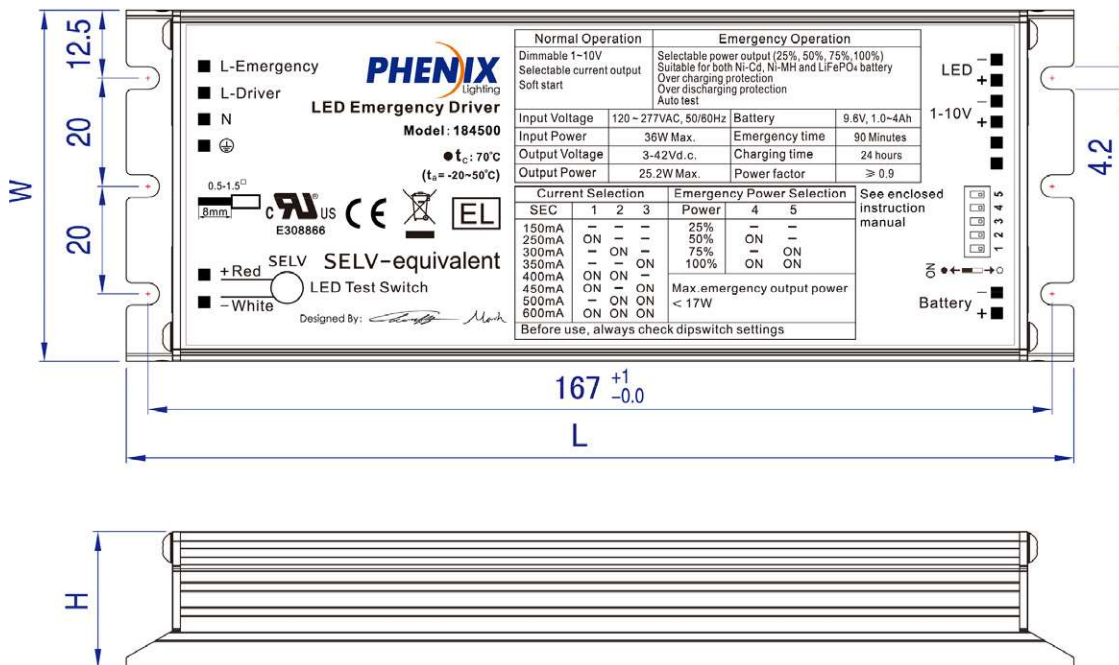 12.5
20
20
W
L-Emergency
L-Driver
N
0.5-1.5□
8mm
PHENIX
Lighting
LED Emergency Driver
Model: 184500
tc: 70℃
(ta= -20~50℃)
C RU US
E308866
CE
EL
+Red
−White
SELV
SELV-equivalent
LED Test Switch
Designed By:
Normal Operation
Emergency Operation
Dimmable 1~10V
Selectable current output
Soft start
Selectable power output (25%, 50%, 75%, 100%)
Suitable for both Ni-Cd, Ni-MH and LiFePO₄ battery
Over charging protection
Over discharging protection
Auto test
Input Voltage 120~277VAC, 50/60Hz Battery 9.6V, 1.0~4Ah
Input Power 36W Max. Emergency time 90 Minutes
Output Voltage 3-42Vd.c. Charging time 24 hours
Output Power 25.2W Max. Power factor ≥ 0.9
Current Selection
SEC 1 2 3
150mA − − −
250mA ON − −
300mA − ON −
350mA − − ON
400mA ON ON −
450mA ON − ON
500mA − ON ON
600mA ON ON ON
Emergency Power Selection
Power 4 5
25% − −
50% ON −
75% − ON
100% ON ON
Max.emergency output power
< 17W
Before use, always check dipswitch settings
See enclosed
instruction
manual
LED −
+
1-10V −
+
1 2 3 4 5
ON
Battery −
+
4.2
167 +1 −0.0
L
H